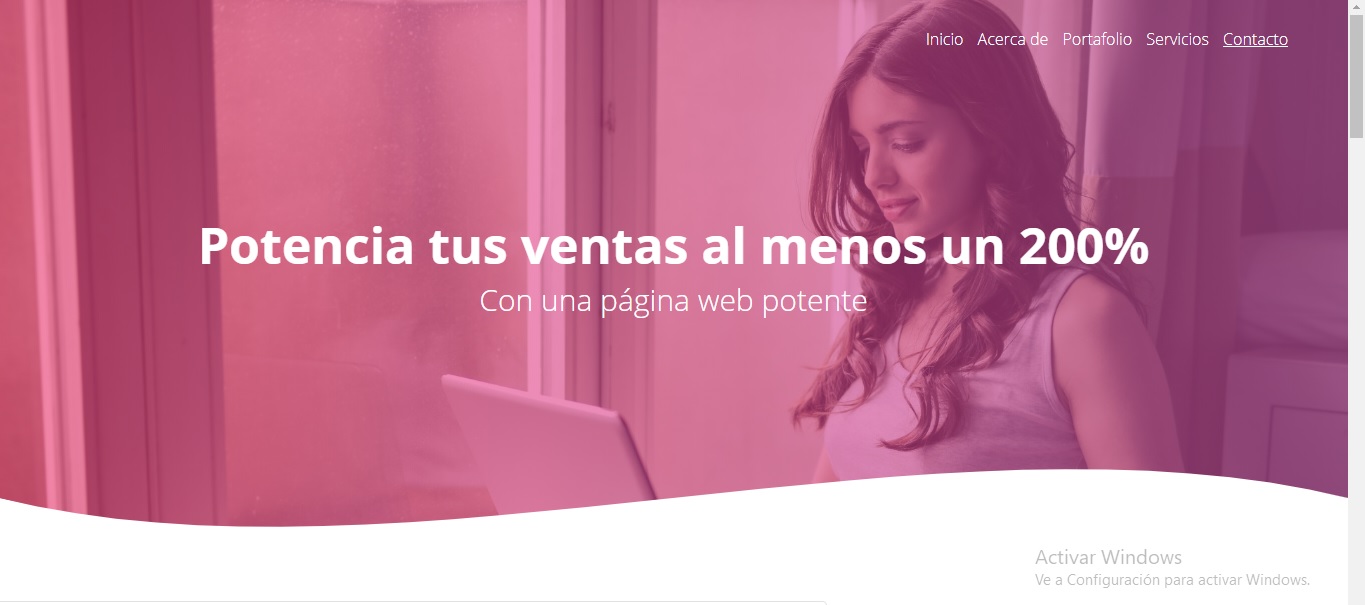 Inicio Acerca de Portafolio Servicios Contacto
Potencia tus ventas al menos un 200%
Con una página web potente
Activar Windows
Ve a Configuración para activar Windows.